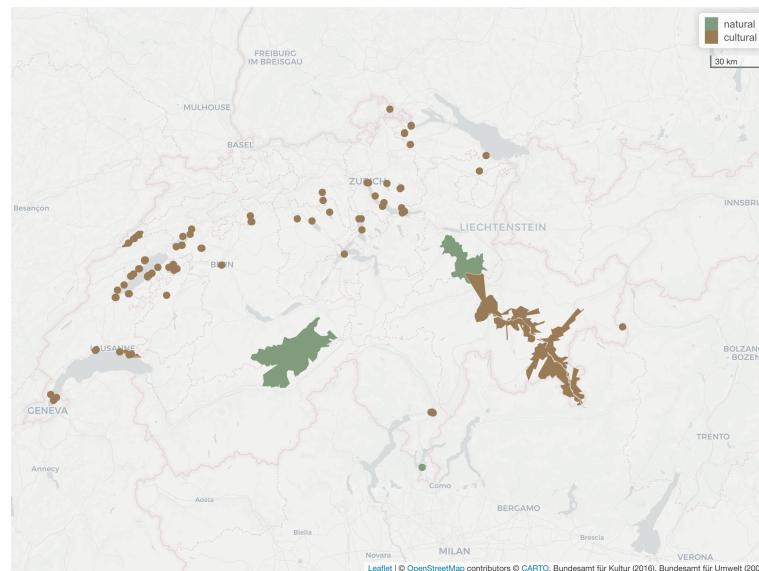 natural
cultural
30 km
FREIBURG
IM BREISGAU
MULHOUSE
BASEL
ZURICH
Besançon
INNSBRU
LIECHTENSTEIN
LAUSANNE
BOLZANO
- BOZEN
GENEVA
TRENTO
Annecy
Aosta
Como
BERGAMO
Biella
Brescia
Novara
MILAN
VERONA
Leaflet | © OpenStreetMap contributors © CARTO, Bundesamt für Kultur (2016), Bundesamt für Umwelt (200